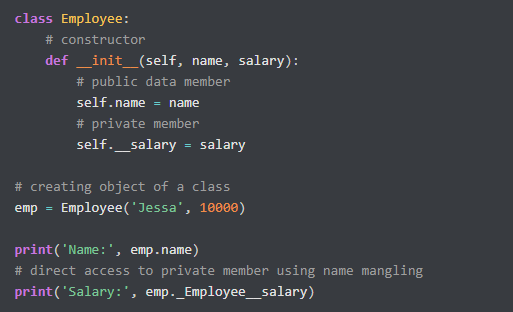 class Employee:
    # constructor
    def __init__(self, name, salary):
        # public data member
        self.name = name
        # private member
        self.__salary = salary

# creating object of a class
emp = Employee('Jessa', 10000)

print('Name:', emp.name)
# direct access to private member using name mangling
print('Salary:', emp._Employee__salary)